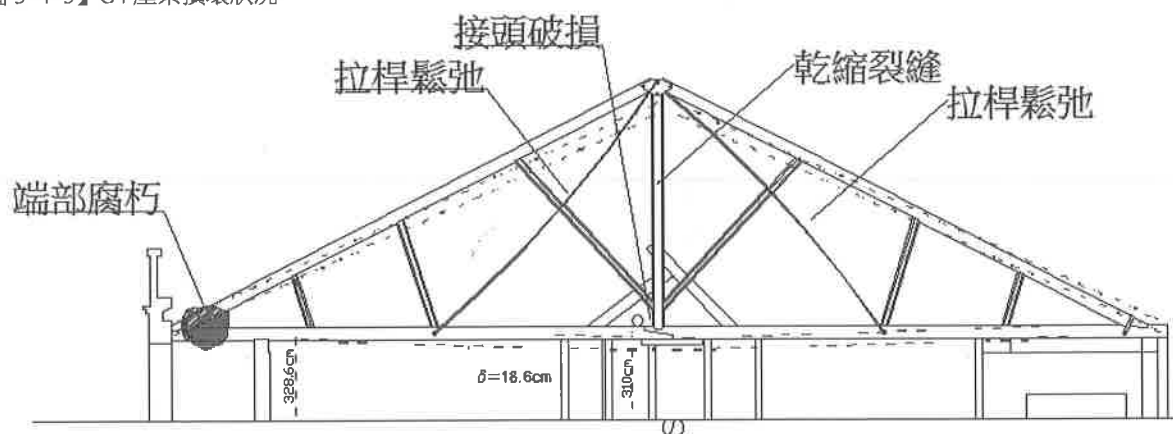 接頭破損
拉桿鬆弛
乾縮裂縫
拉桿鬆弛
端部腐朽
328.6cm
δ=18.6cm
310cm